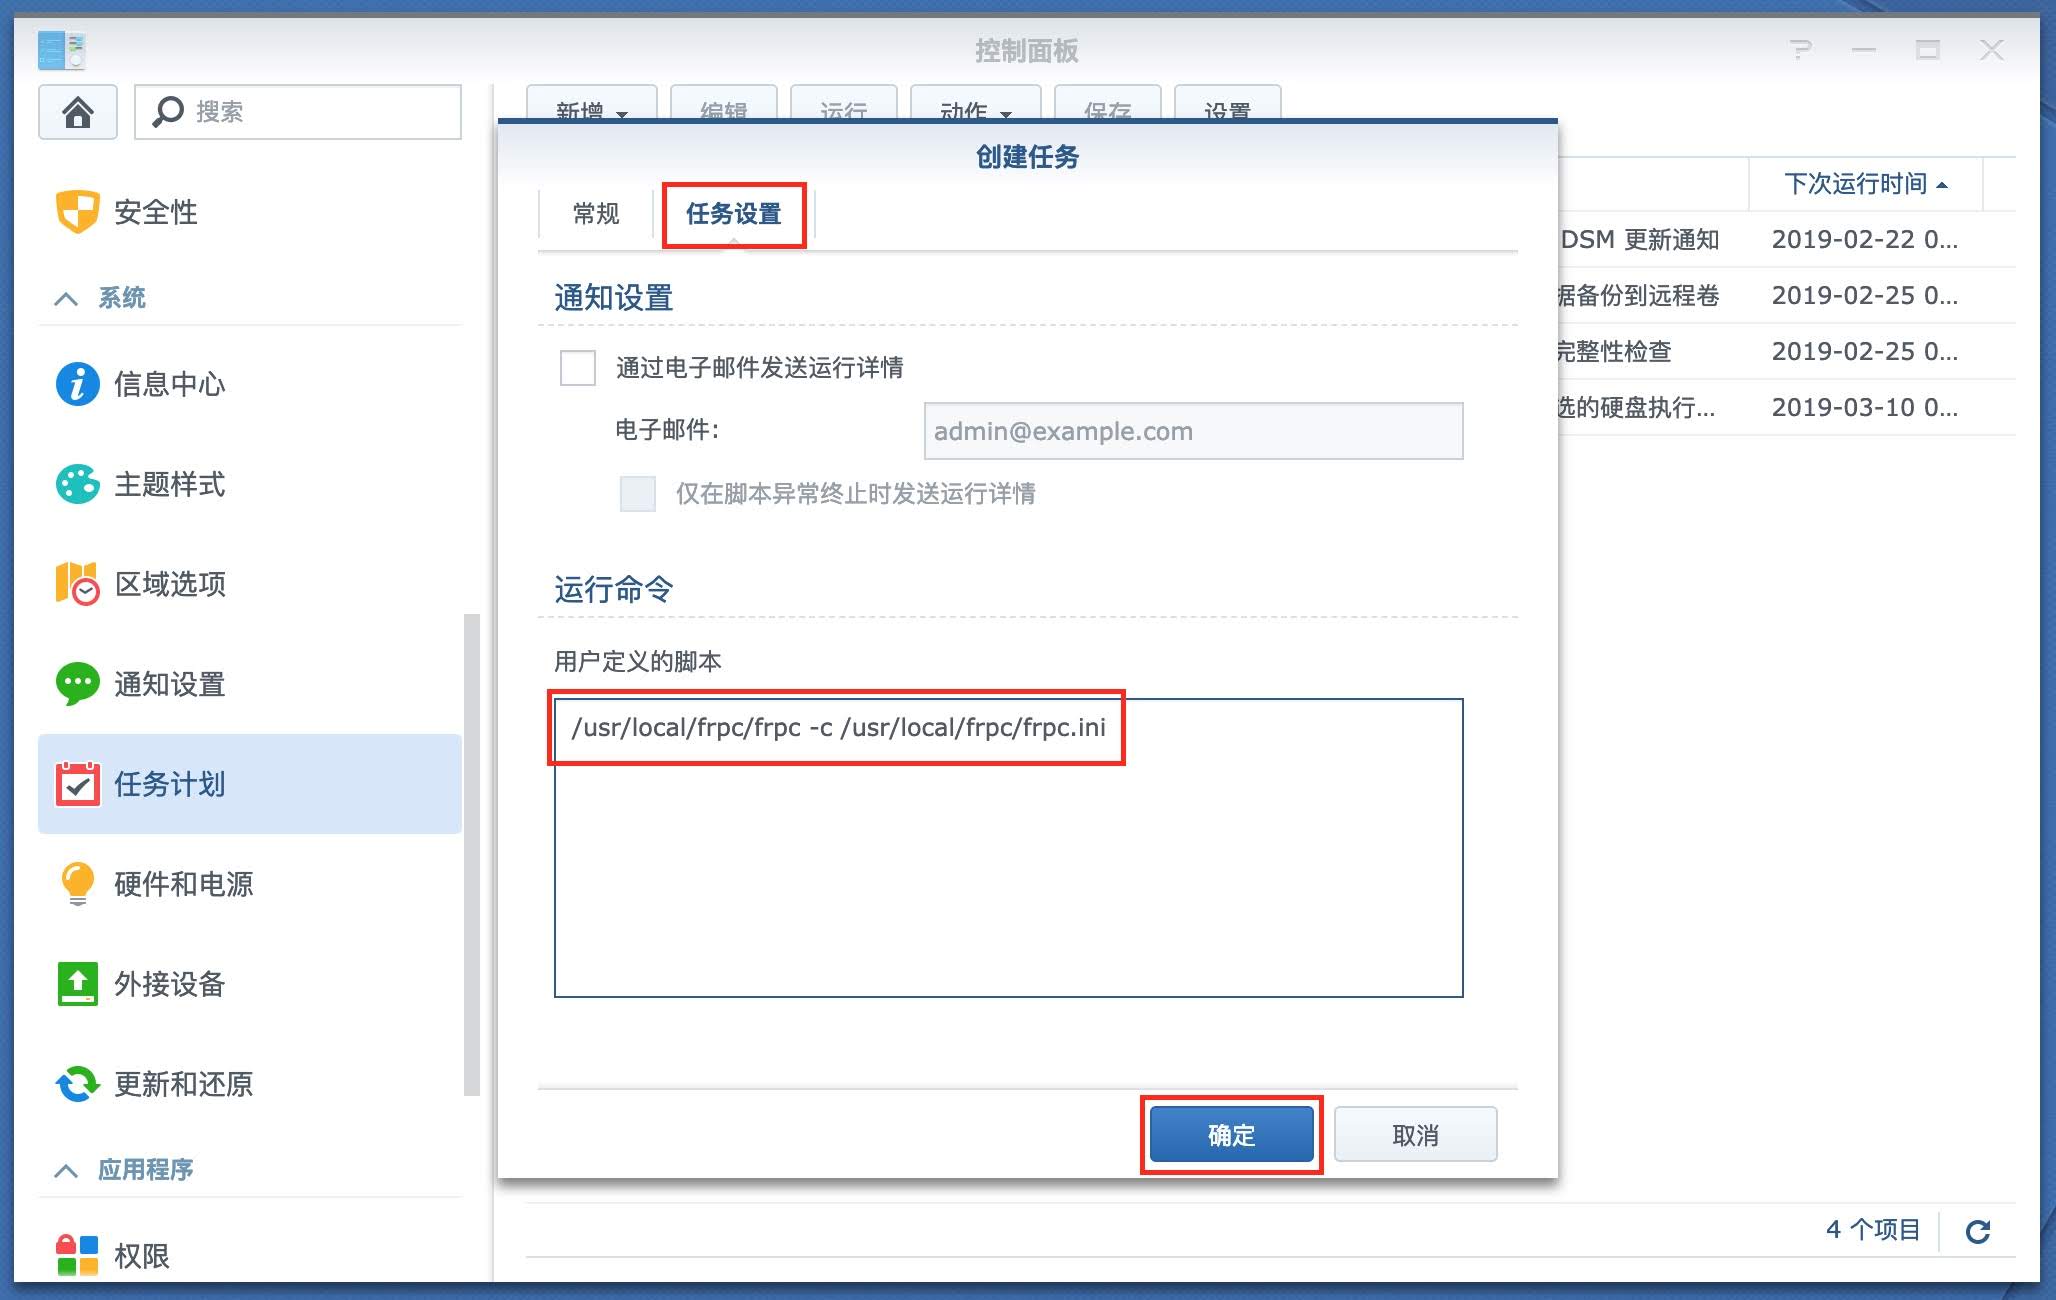 控制面板
搜索
新增
编辑
运行
动作
保存
设置
安全性
系统
信息中心
主题样式
区域选项
通知设置
任务计划
硬件和电源
外接设备
更新和还原
应用程序
权限
创建任务
常规
任务设置
通知设置
通过电子邮件发送运行详情
电子邮件: admin@example.com
仅在脚本异常终止时发送运行详情
运行命令
用户定义的脚本
/usr/local/frpc/frpc -c /usr/local/frpc/frpc.ini
确定
取消
下次运行时间
DSM 更新通知 2019-02-22 0...
据备份到远程卷 2019-02-25 0...
完整性检查 2019-02-25 0...
选的硬盘执行... 2019-03-10 0...
4 个项目